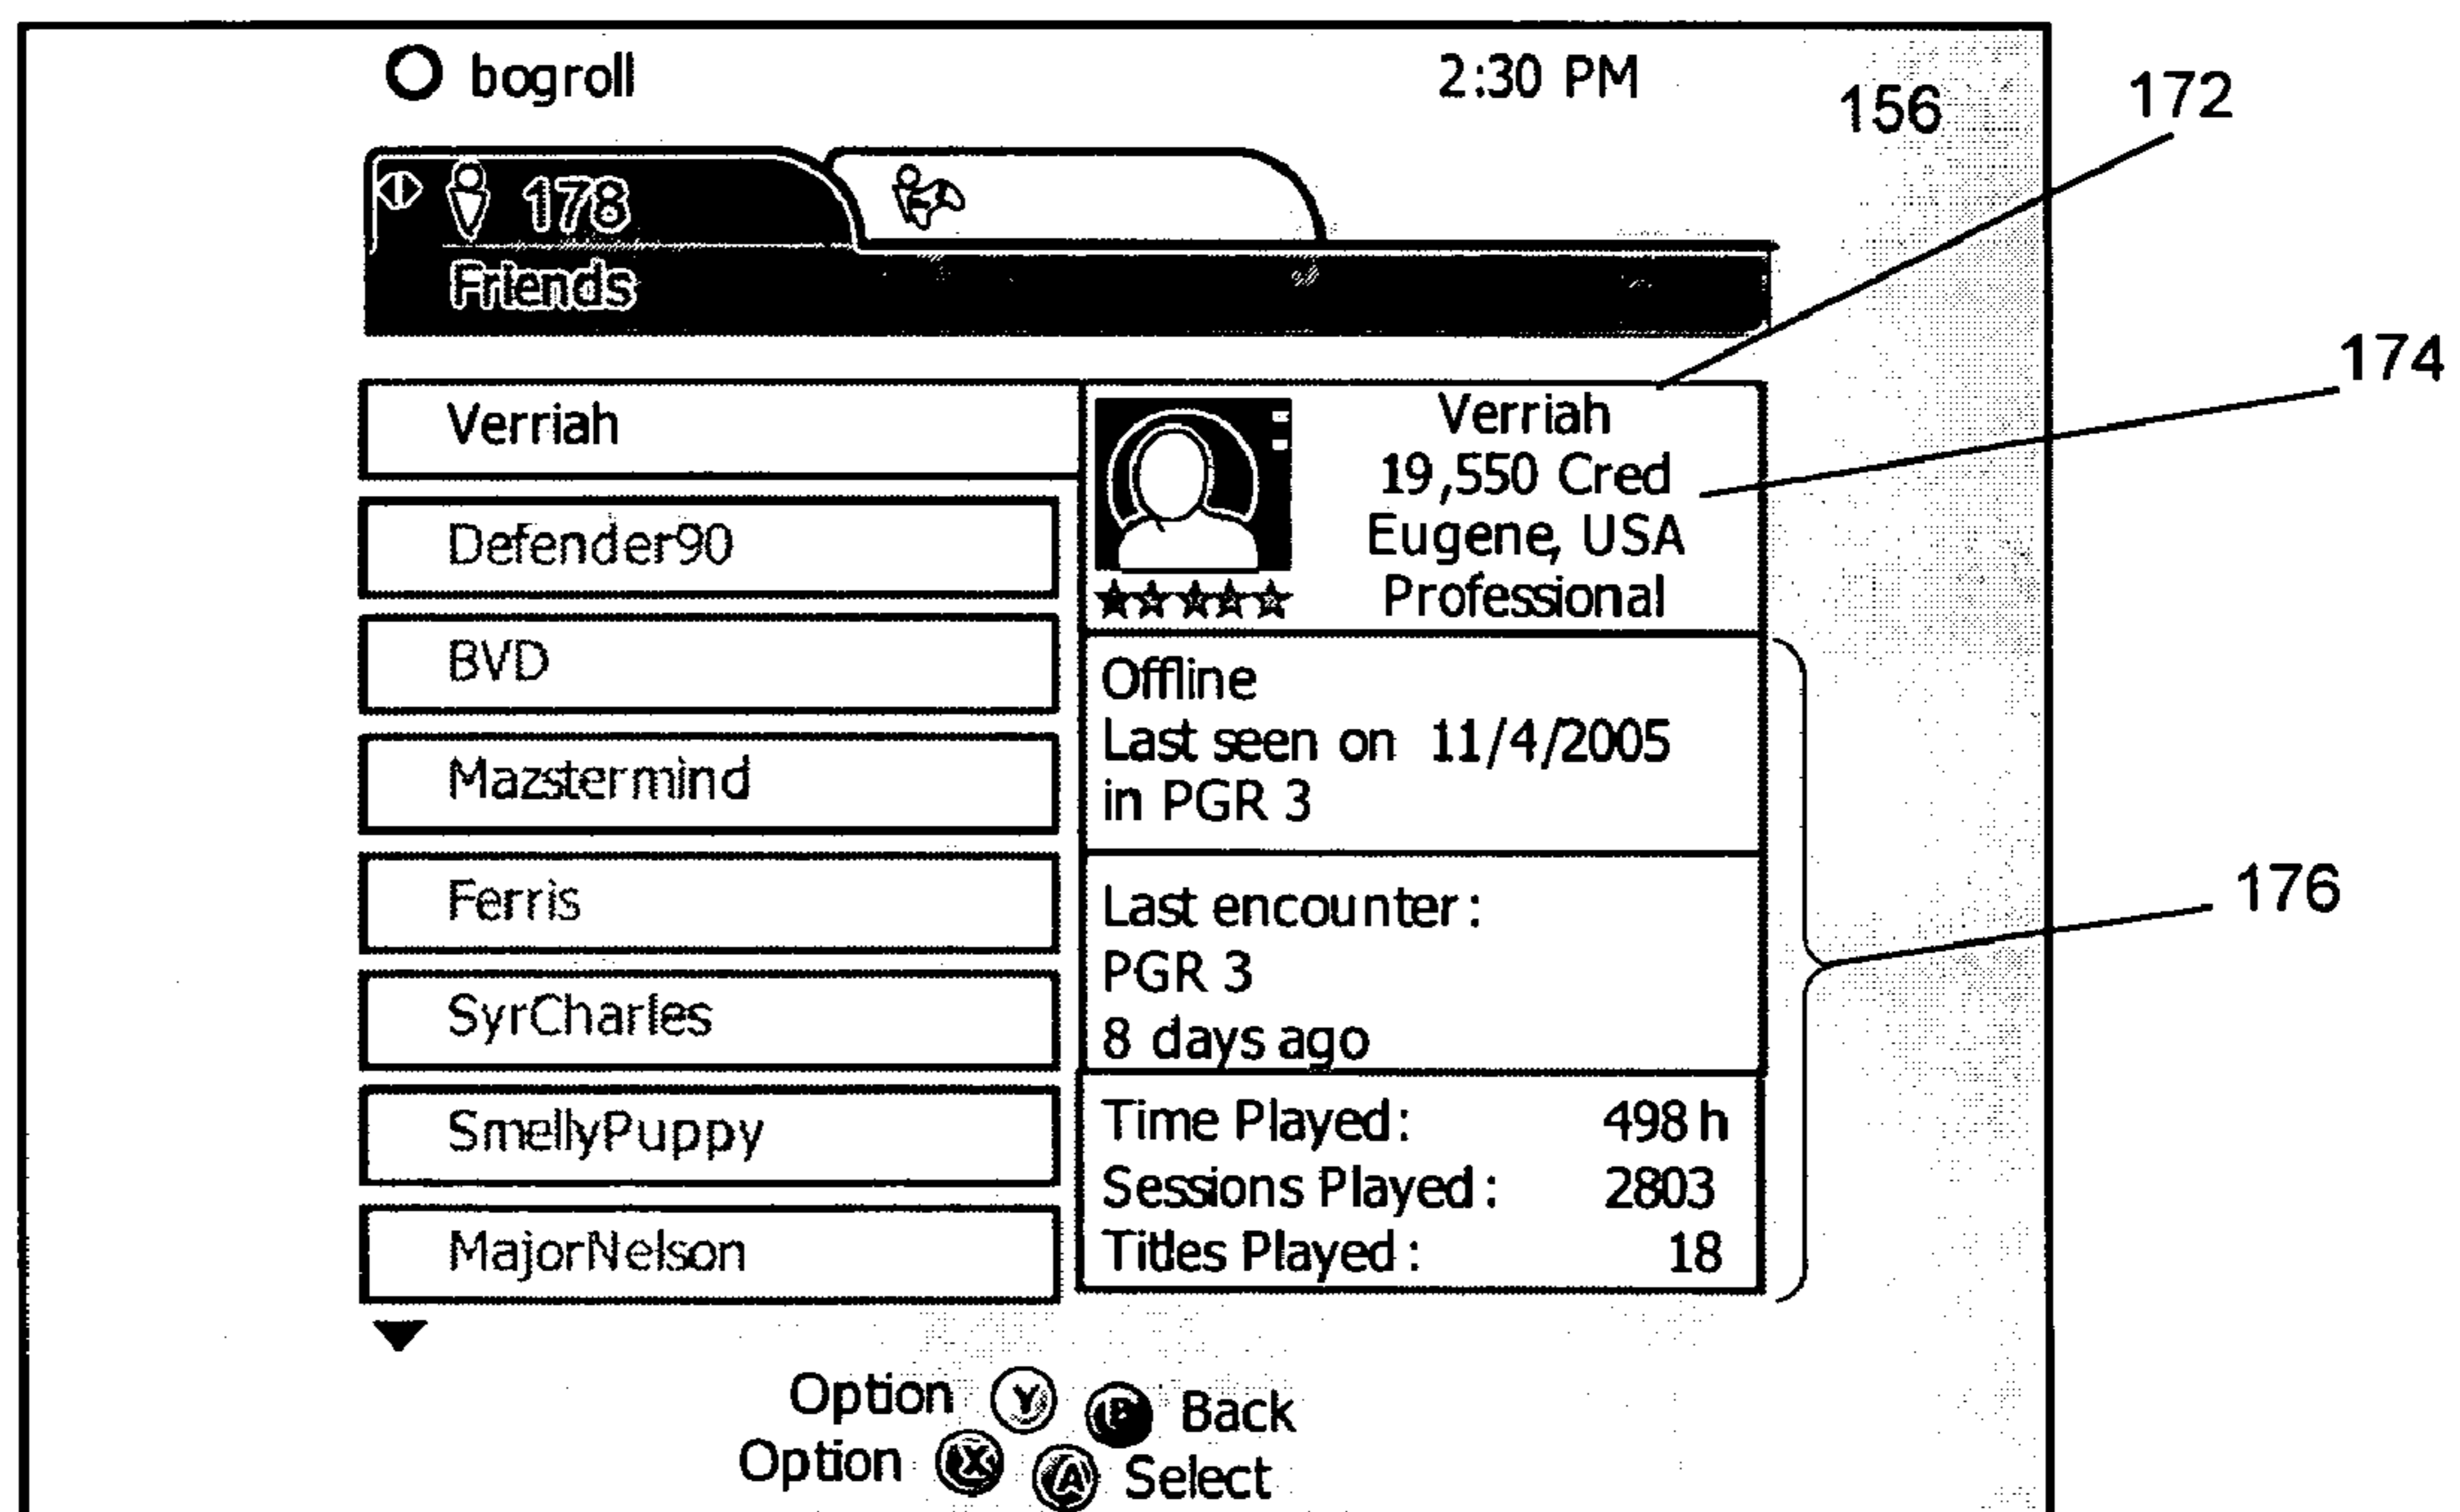 bogroll
2:30 PM
156
172
178
Friends
174
Verriah
Defender90
BVD
Mazstermind
Ferris
SyrCharles
SmellyPuppy
MajorNelson
Verriah
19,550 Cred
Eugene, USA
Professional
Offline
Last seen on 11/4/2005
in PGR 3
Last encounter:
PGR 3
8 days ago
Time Played: 498 h
Sessions Played: 2803
Titles Played: 18
176
Option Y B Back
Option X A Select